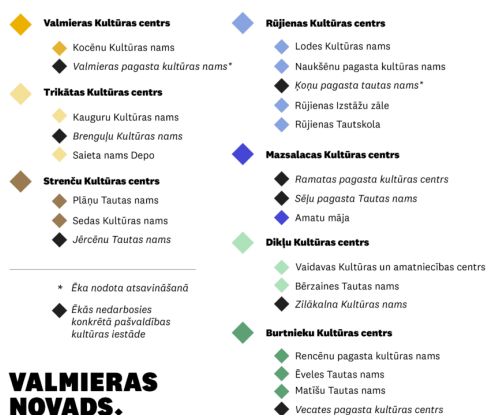 Valmieras Kultūras centrs
Kocēnu Kultūras nams
Valmieras pagasta kultūras nams*
Trikātas Kultūras centrs
Kauguru Kultūras nams
Brenguļu Kultūras nams
Saieta nams Depo
Strenču Kultūras centrs
Plāņu Tautas nams
Sedas Kultūras nams
Jērcēnu Tautas nams
* Ēka nodota atsavināšanā
Ēkās nedarbosies
konkrētā pašvaldības
kultūras iestāde
VALMIERAS
NOVADS.
Rūjienas Kultūras centrs
Lodes Kultūras nams
Naukšēnu pagasta kultūras nams
Ķoņu pagasta tautas nams*
Rūjienas Izstāžu zāle
Rūjienas Tautskola
Mazsalacas Kultūras centrs
Ramatas pagasta kultūras centrs
Sēļu pagasta Tautas nams
Amatu māja
Dikļu Kultūras centrs
Vaidavas Kultūras un amatniecības centrs
Bērzaines Tautas nams
Zilākalna Kultūras nams
Burtnieku Kultūras centrs
Rencēnu pagasta kultūras nams
Ēveles Tautas nams
Matīšu Tautas nams
Vecates pagasta kultūras centrs